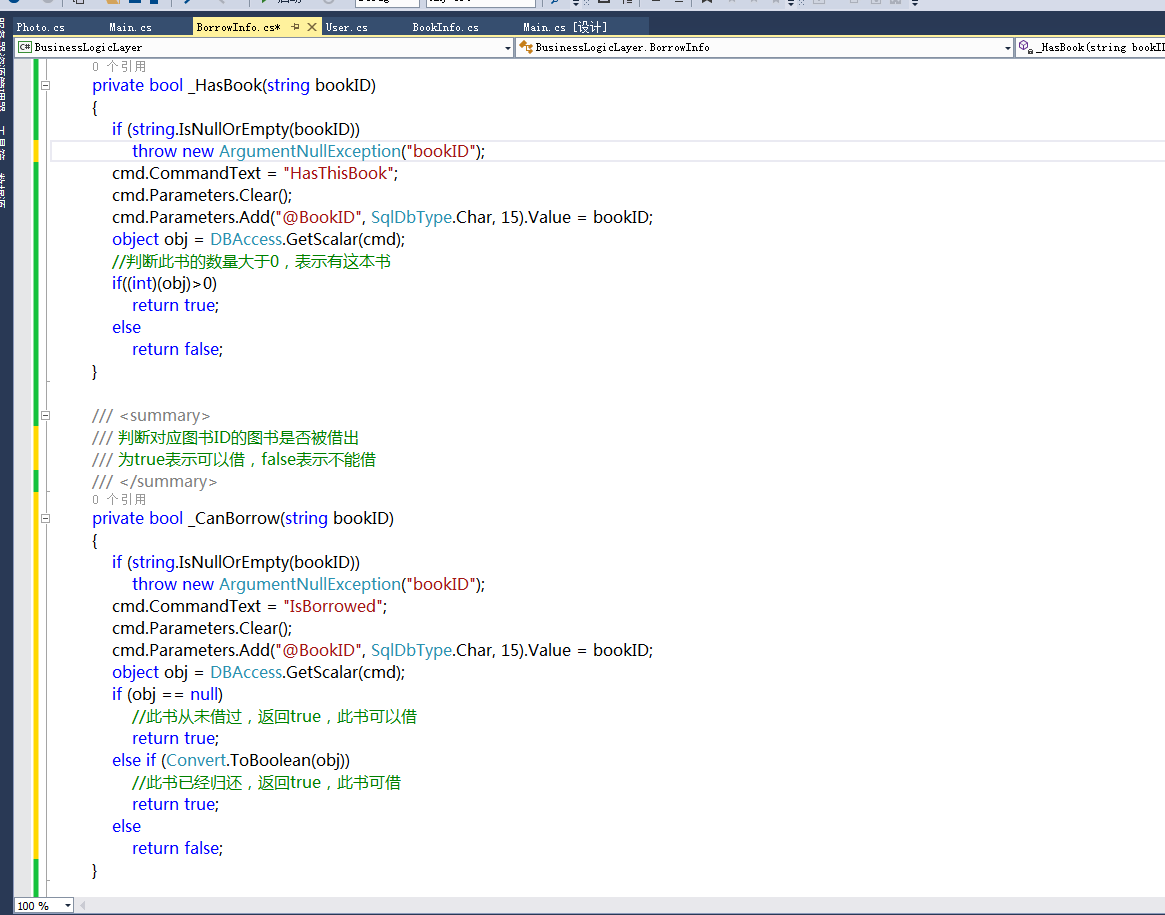 Photo.cs Main.cs BorrowInfo.cs* User.cs BookInfo.cs Main.cs [设计]
C# BusinessLogicLayer BusinessLogicLayer.BorrowInfo _HasBook(string bookID
0 个引用
private bool _HasBook(string bookID)
{
if (string.IsNullOrEmpty(bookID))
throw new ArgumentNullException("bookID");
cmd.CommandText = "HasThisBook";
cmd.Parameters.Clear();
cmd.Parameters.Add("@BookID", SqlDbType.Char, 15).Value = bookID;
object obj = DBAccess.GetScalar(cmd);
//判断此书的数量大于0，表示有这本书
if((int)(obj)>0)
return true;
else
return false;
}
/// <summary>
/// 判断对应图书ID的图书是否被借出
/// 为true表示可以借，false表示不能借
/// </summary>
0 个引用
private bool _CanBorrow(string bookID)
{
if (string.IsNullOrEmpty(bookID))
throw new ArgumentNullException("bookID");
cmd.CommandText = "IsBorrowed";
cmd.Parameters.Clear();
cmd.Parameters.Add("@BookID", SqlDbType.Char, 15).Value = bookID;
object obj = DBAccess.GetScalar(cmd);
if (obj == null)
//此书从未借过，返回true，此书可以借
return true;
else if (Convert.ToBoolean(obj))
//此书已经归还，返回true，此书可借
return true;
else
return false;
}
100 %